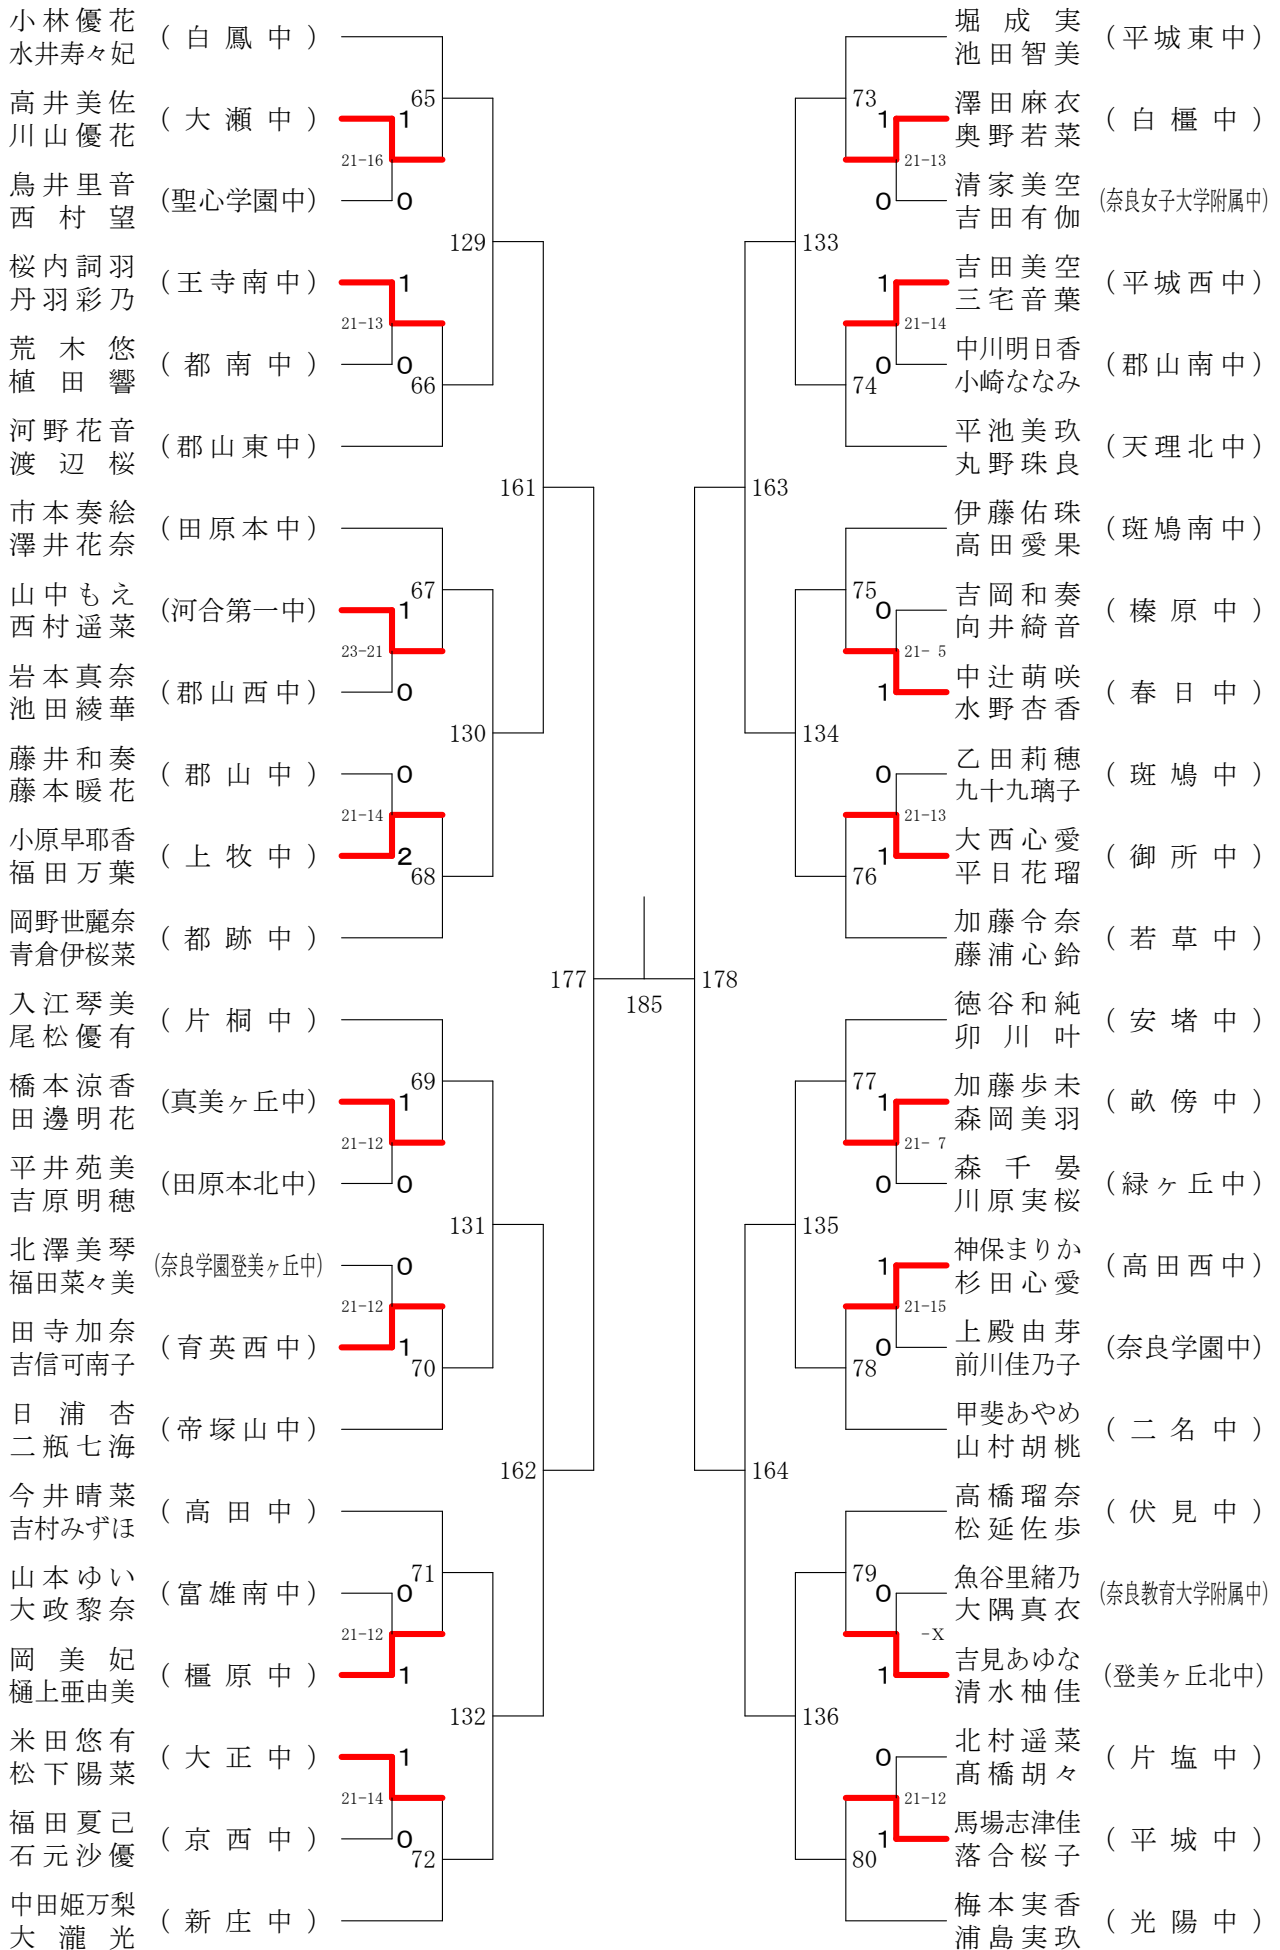 小林優花
水井寿々妃
(白鳳中)
65
高井美佐
川山優花
(大瀬中)
1
21-16
鳥井里音
西村望
(聖心学園中)
0
129
桜内詞羽
丹羽彩乃
(王寺南中)
1
21-13
荒木悠
植田響
(都南中)
0
66
河野花音
渡辺桜
(郡山東中)
161
市本奏絵
澤井花奈
(田原本中)
67
山中もえ
西村遥菜
(河合第一中)
1
23-21
岩本真奈
池田綾華
(郡山西中)
0
130
藤井和奏
藤本暖花
(郡山中)
0
21-14
小原早耶香
福田万葉
(上牧中)
2
68
岡野世麗奈
青倉伊桜菜
(都跡中)
177
185
178
入江琴美
尾松優有
(片桐中)
69
橋本涼香
田邊明花
(真美ヶ丘中)
1
21-12
平井苑美
吉原明穂
(田原本北中)
0
131
北澤美琴
福田菜々美
(奈良学園登美ヶ丘中)
0
21-12
田寺加奈
吉信可南子
(育英西中)
1
70
日浦杏
二瓶七海
(帝塚山中)
162
今井晴菜
吉村みずほ
(高田中)
71
山本ゆい
大政黎奈
(富雄南中)
0
21-12
岡美妃
樋上亜由美
(橿原中)
1
132
米田悠有
松下陽菜
(大正中)
1
21-14
福田夏己
石元沙優
(京西中)
0
72
中田姫万梨
大瀧光
(新庄中)
堀成実
池田智美
(平城東中)
73
澤田麻衣
奥野若菜
(白橿中)
1
21-13
清家美空
吉田有伽
(奈良女子大学附属中)
0
133
吉田美空
三宅音葉
(平城西中)
1
21-14
中川明日香
小崎ななみ
(郡山南中)
0
74
平池美玖
丸野珠良
(天理北中)
163
伊藤佑珠
高田愛果
(斑鳩南中)
75
吉岡和奏
向井綺音
(榛原中)
0
21- 5
中辻萌咲
水野杏香
(春日中)
1
134
乙田莉穂
九十九璃子
(斑鳩中)
0
21-13
大西心愛
平日花瑠
(御所中)
1
76
加藤令奈
藤浦心鈴
(若草中)
徳谷和純
卯川叶
(安堵中)
77
加藤歩未
森岡美羽
(畝傍中)
1
21- 7
森千晏
川原実桜
(緑ヶ丘中)
0
135
神保まりか
杉田心愛
(高田西中)
1
21-15
上殿由芽
前川佳乃子
(奈良学園中)
0
78
甲斐あやめ
山村胡桃
(二名中)
164
高橋瑠奈
松延佐歩
(伏見中)
79
魚谷里緒乃
大隅真衣
(奈良教育大学附属中)
0
-X
吉見あゆな
清水柚佳
(登美ヶ丘北中)
1
136
北村遥菜
髙橋胡々
(片塩中)
0
21-12
馬場志津佳
落合桜子
(平城中)
1
80
梅本実香
浦島実玖
(光陽中)